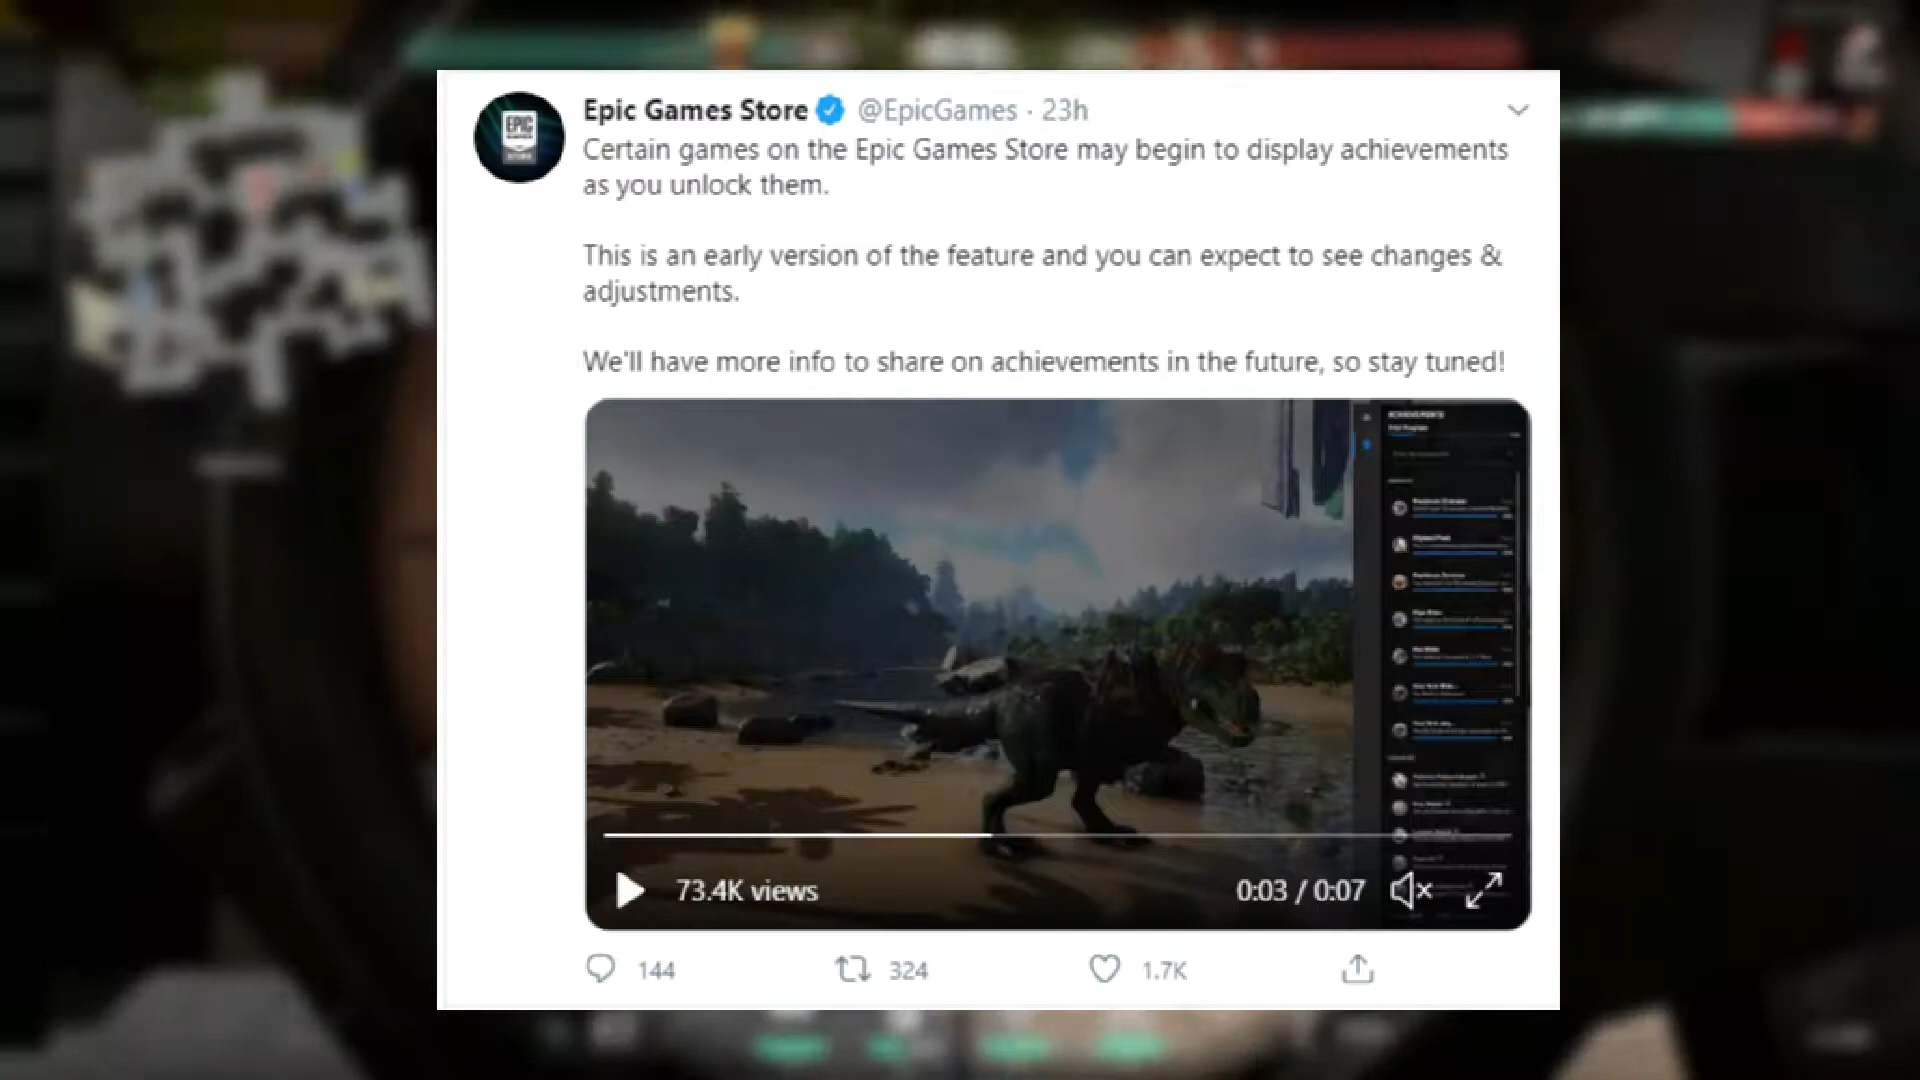 Epic Games Store @EpicGames · 23h
Certain games on the Epic Games Store may begin to display achievements
as you unlock them.
This is an early version of the feature and you can expect to see changes &
adjustments.
We'll have more info to share on achievements in the future, so stay tuned!
EPIC
ACHIEVEMENTS
73.4K views
0:03 / 0:07
144
324
1.7K